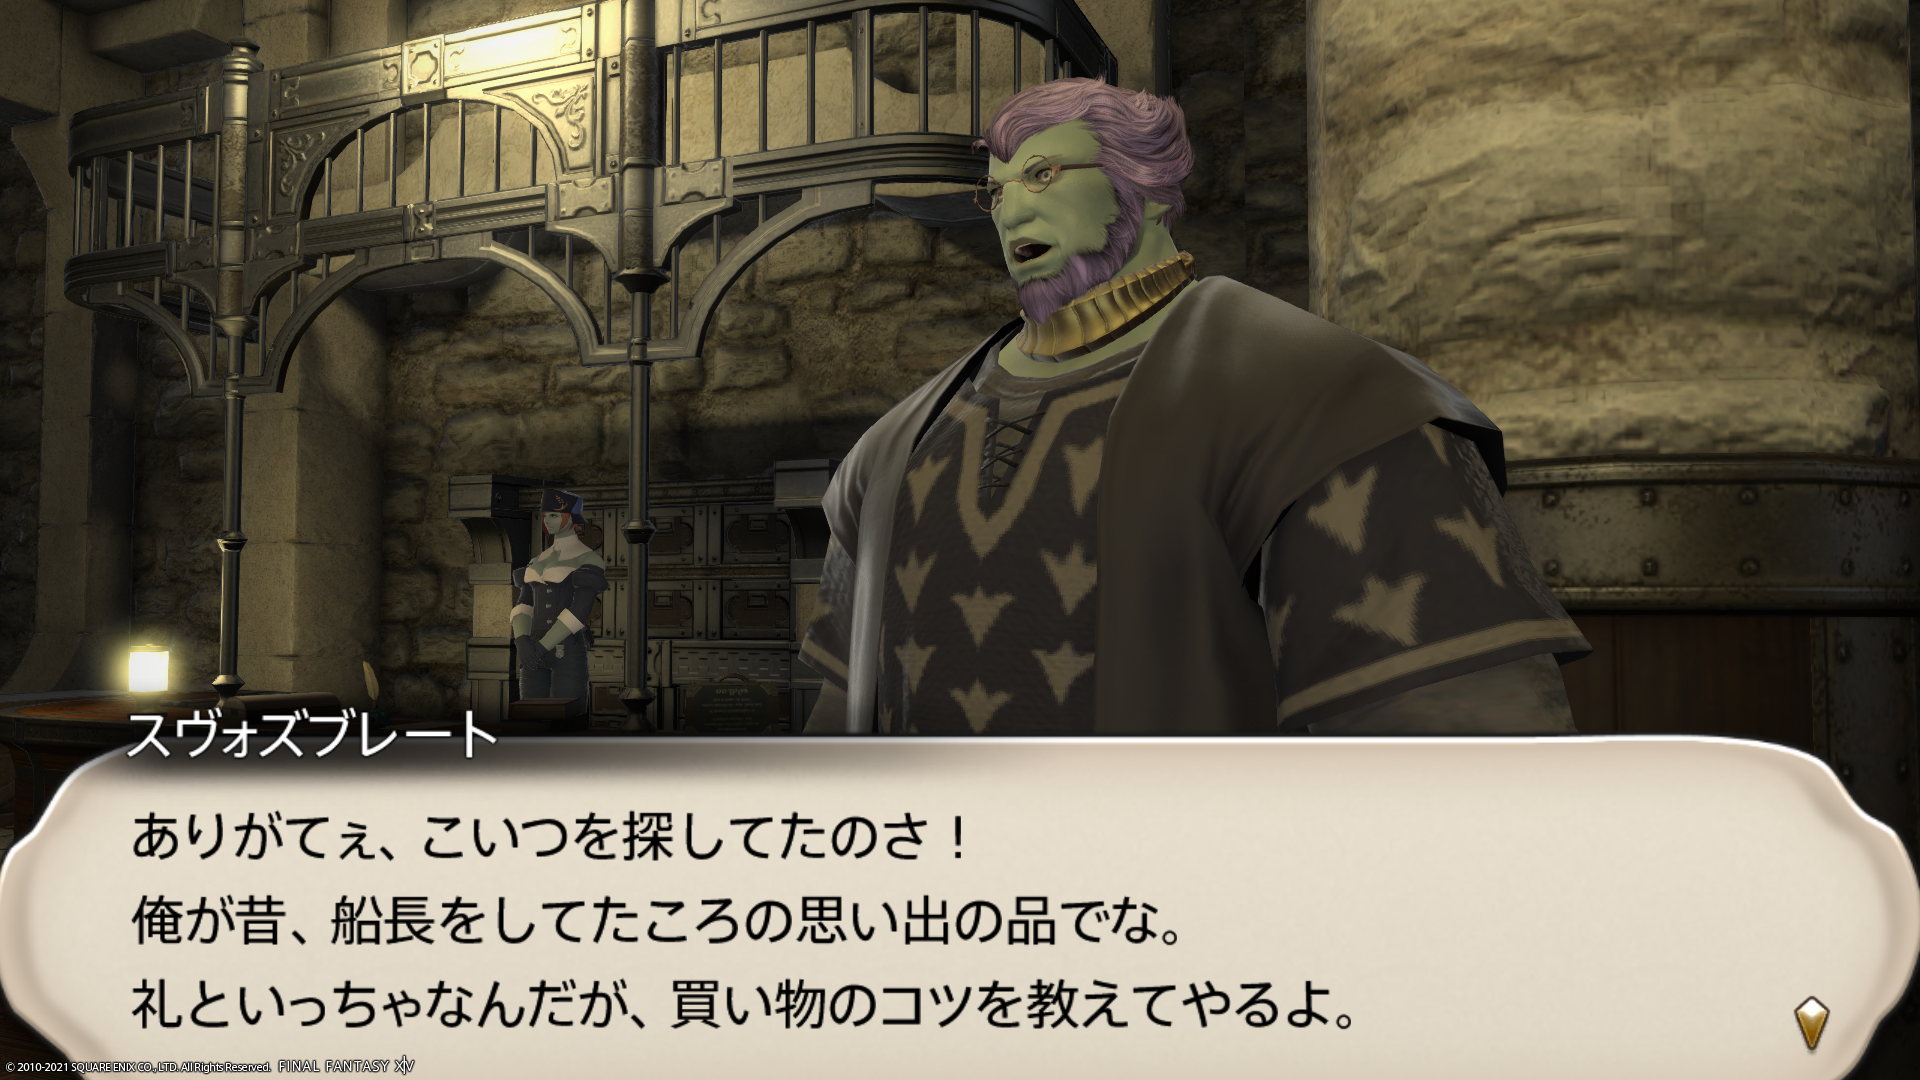 スヴォズブレート
ありがてぇ、こいつを探してたのさ！
俺が昔、船長をしてたころの思い出の品でな。
礼といっちゃなんだが、買い物のコツを教えてやるよ。
© 2010-2021 SQUARE ENIX CO., LTD. All Rights Reserved. FINAL FANTASY XIV